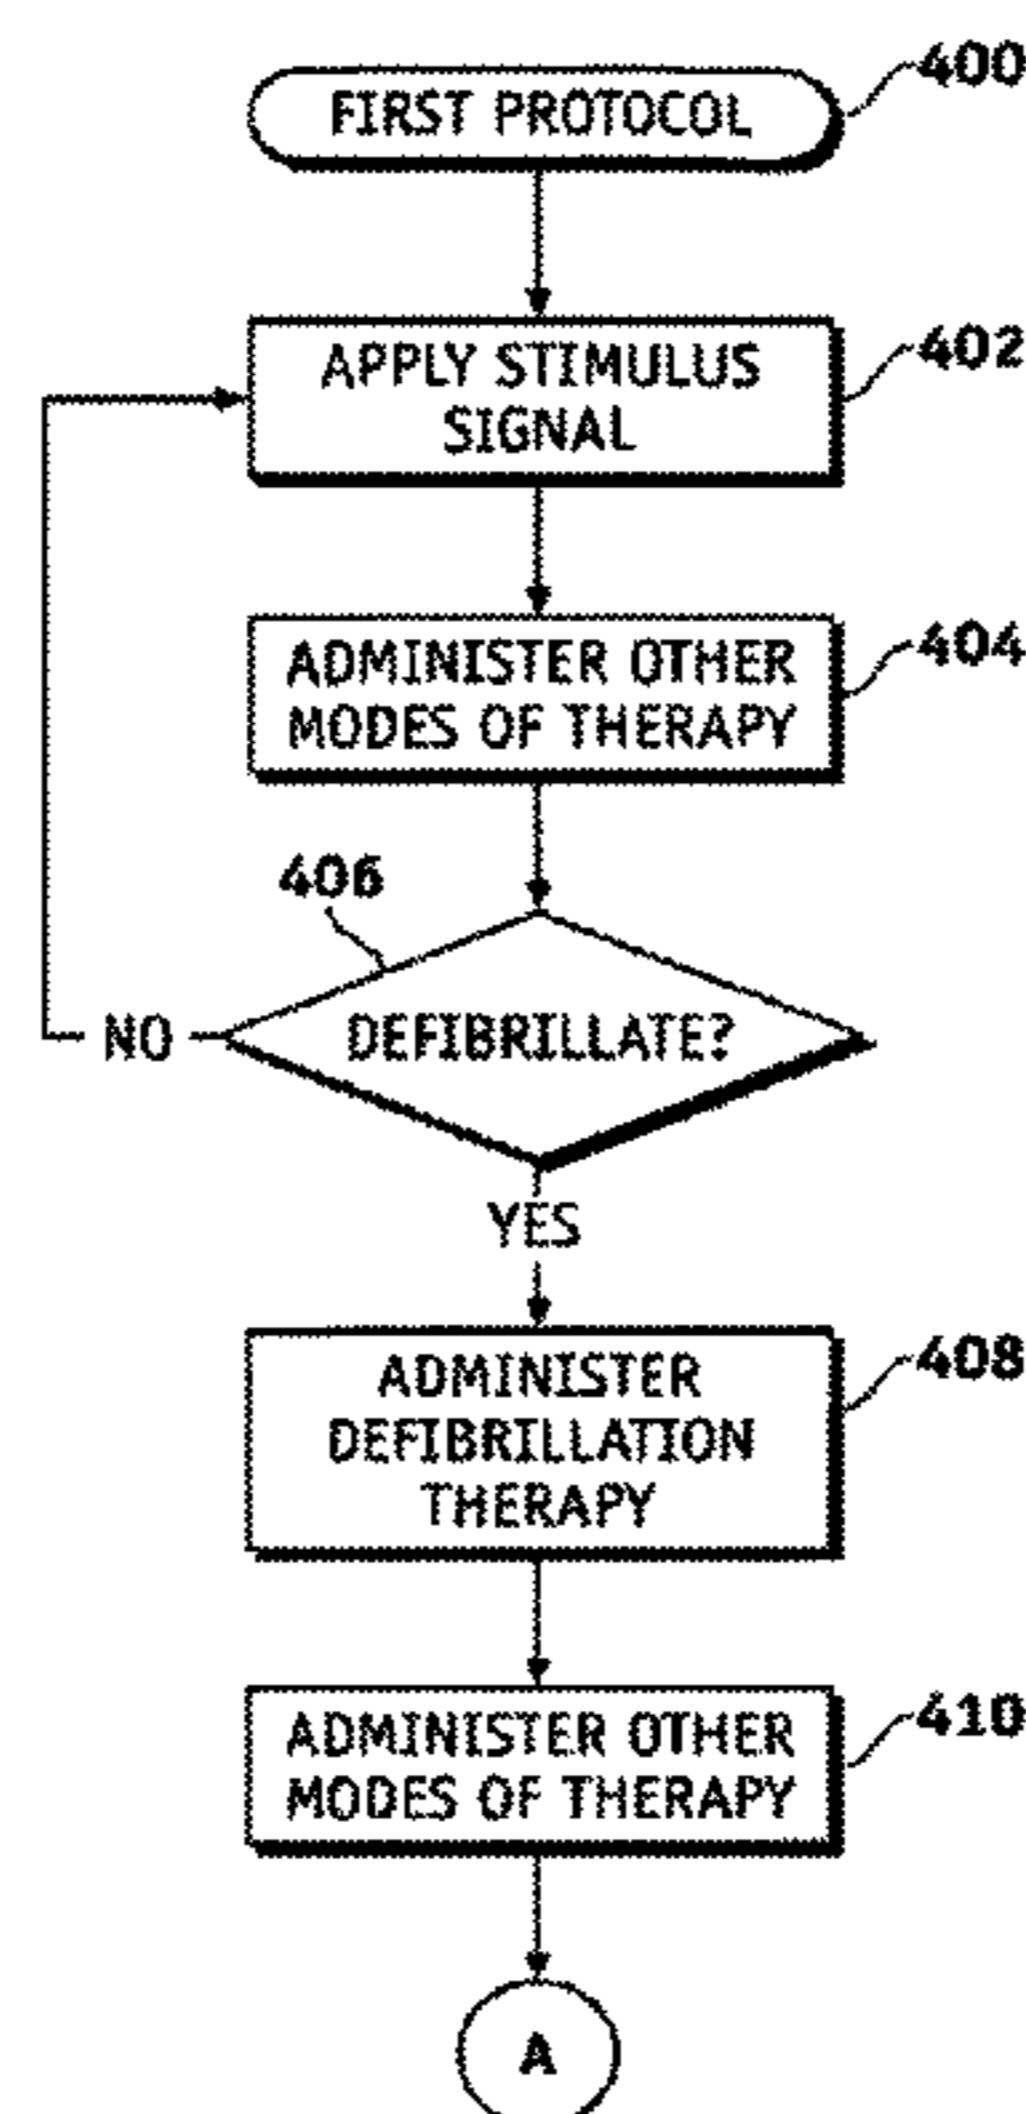 400
FIRST PROTOCOL
402
APPLY STIMULUS
SIGNAL
404
ADMINISTER OTHER
MODES OF THERAPY
406
DEFIBRILLATE?
NO
YES
408
ADMINISTER
DEFIBRILLATION
THERAPY
410
ADMINISTER OTHER
MODES OF THERAPY
A